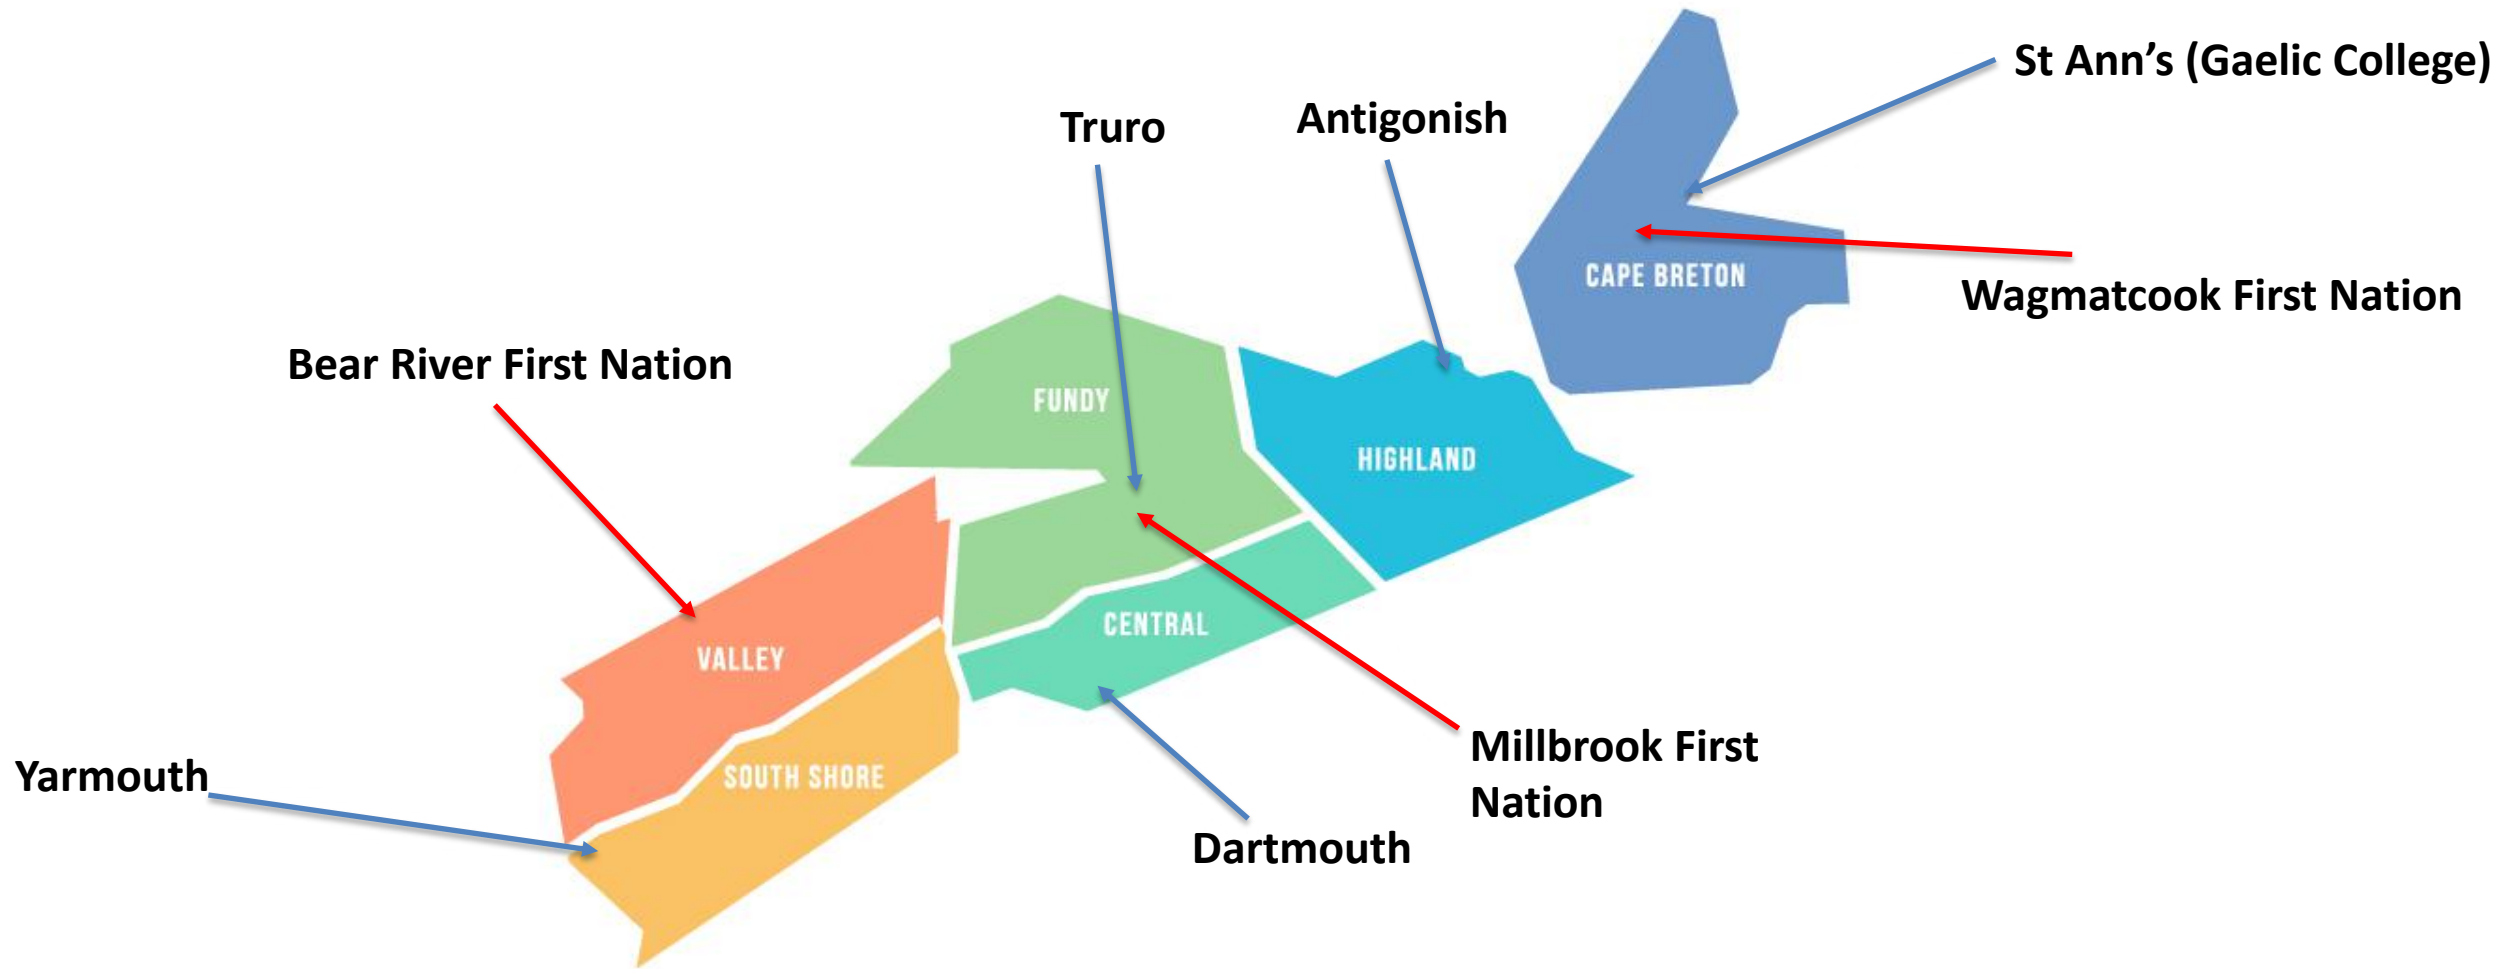 St Ann’s (Gaelic College)
Antigonish
Truro
CAPE BRETON
Wagmatcook First Nation
Bear River First Nation
FUNDY
HIGHLAND
CENTRAL
VALLEY
Millbrook First
Nation
Yarmouth
SOUTH SHORE
Dartmouth